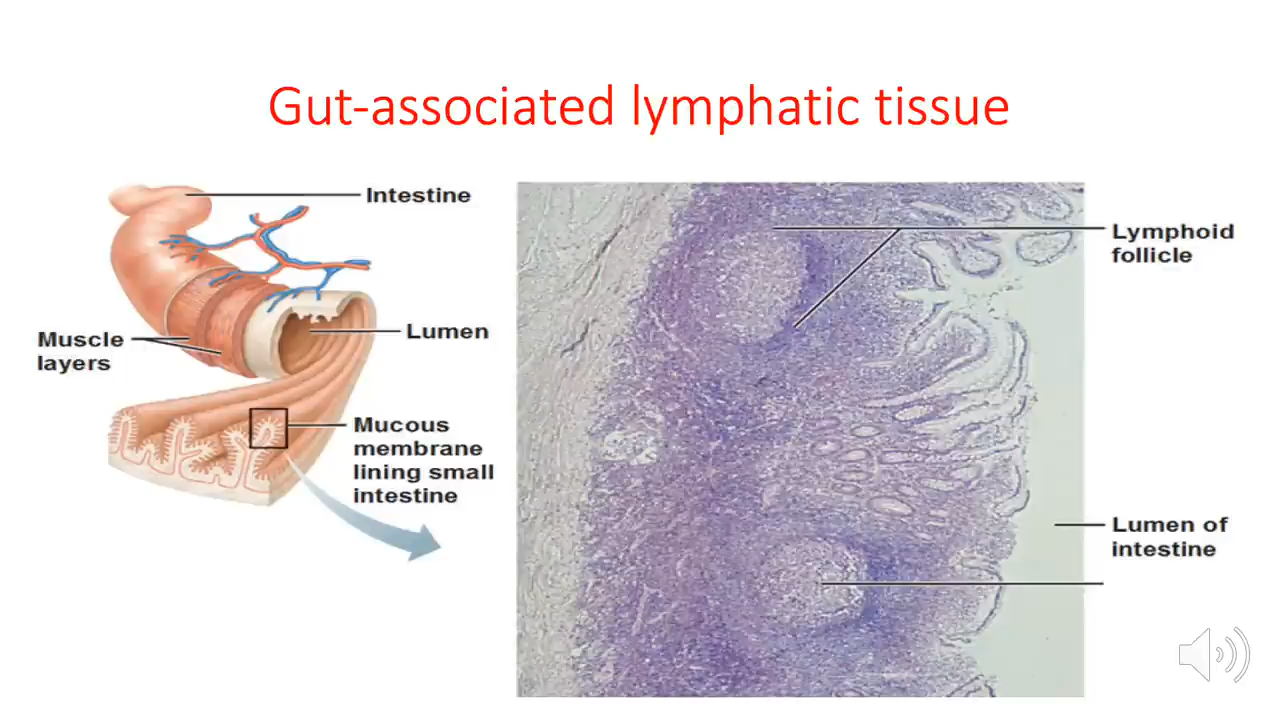 Gut-associated lymphatic tissue
Intestine
Muscle
layers
Lumen
Mucous
membrane
lining small
intestine
Lymphoid
follicle
Lumen of
intestine